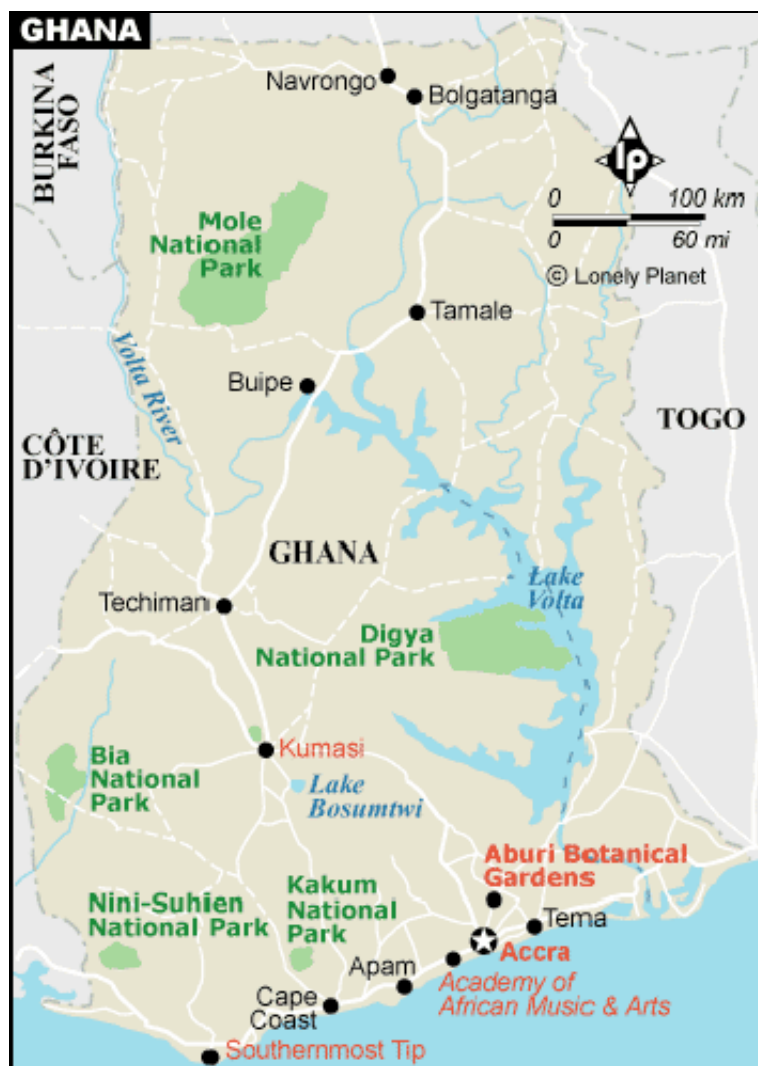 GHANA
BURKINA
FASO
Navrongo
Bolgatanga
lp
0 100 km
0 60 mi
© Lonely Planet
Mole
National
Park
Tamale
Buipe
Volta River
TOGO
CÔTE
D'IVOIRE
GHANA
Techiman
Lake
Volta
Digya
National Park
Kumasi
Bia
National
Park
Lake
Bosumtwi
Aburi Botanical
Gardens
Nini-Suhien
National Park
Kakum
National
Park
Tema
Accra
Apam
Academy of
African Music & Arts
Cape
Coast
Southernmost Tip